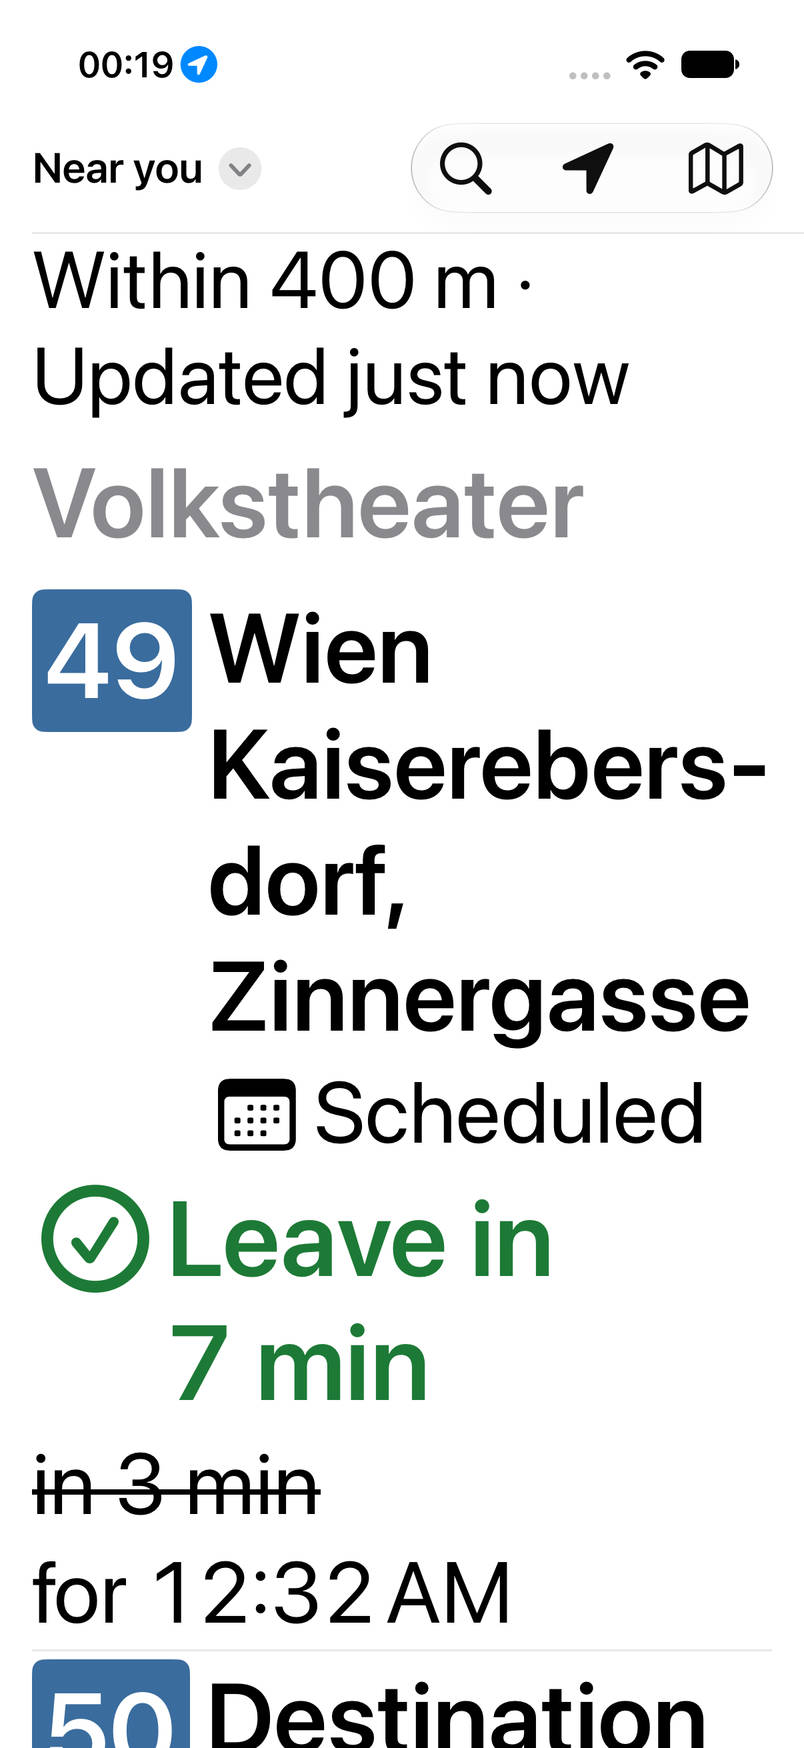 00:19
Near you
Within 400 m ·
Updated just now
Volkstheater
49
Wien
Kaiserebers-
dorf,
Zinnergasse
Scheduled
Leave in
7 min
in 3 min
for 12:32 AM
50
Destination